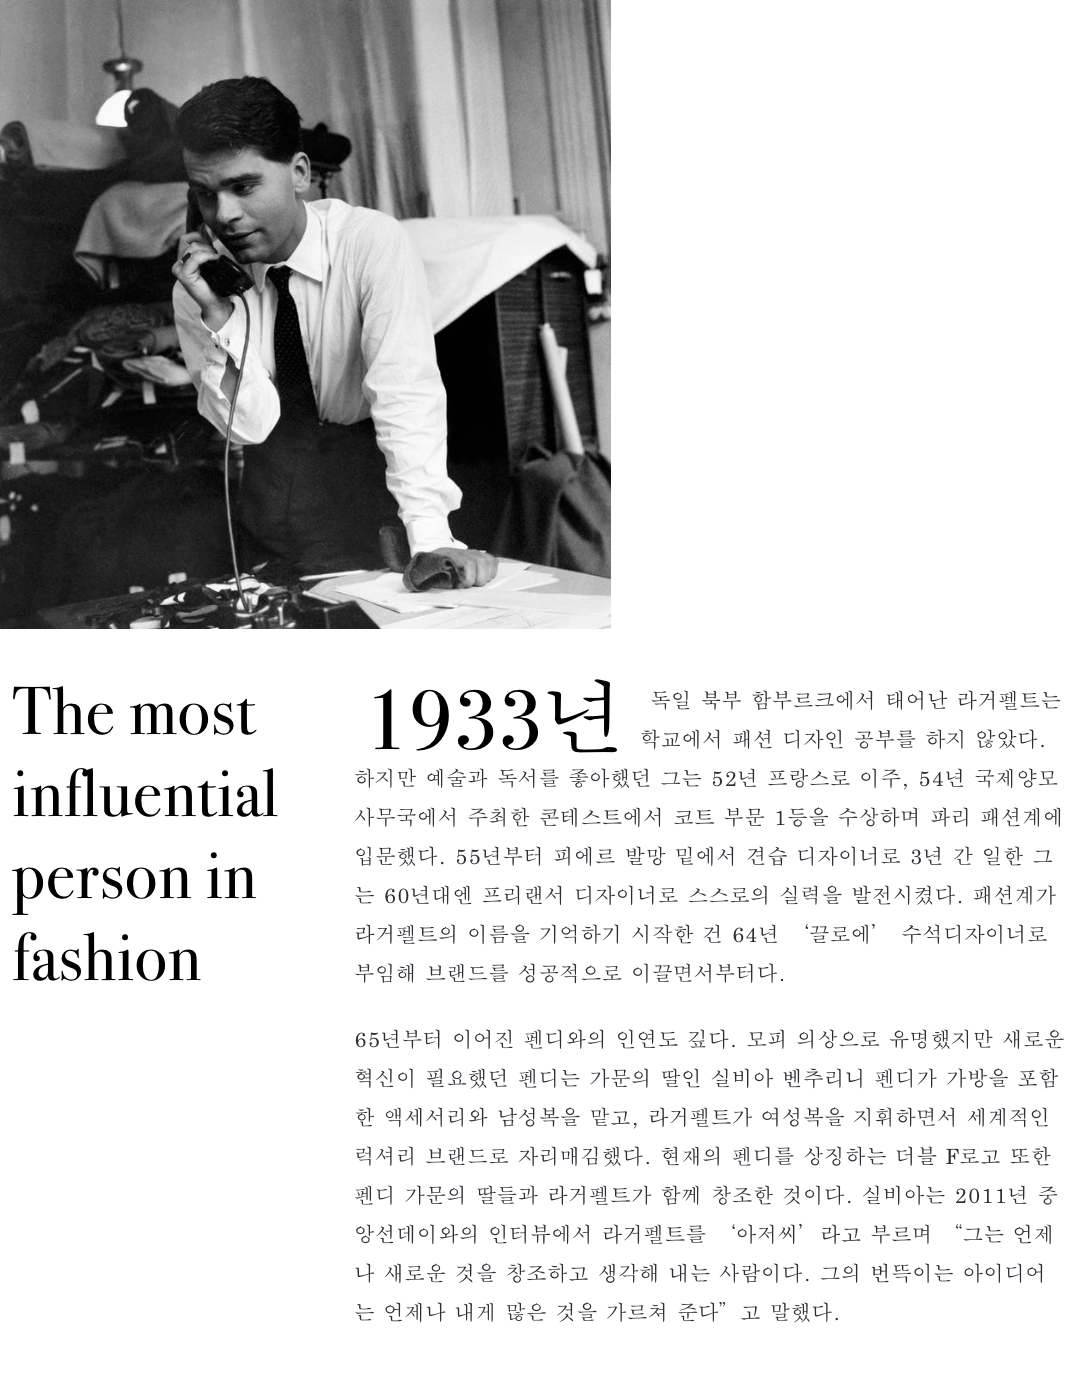 The most
influential
person in
fashion
1933년 독일 북부 함부르크에서 태어난 라거펠트는
학교에서 패션 디자인 공부를 하지 않았다.
하지만 예술과 독서를 좋아했던 그는 52년 프랑스로 이주, 54년 국제양모
사무국에서 주최한 콘테스트에서 코트 부문 1등을 수상하며 파리 패션계에
입문했다. 55년부터 피에르 발망 밑에서 견습 디자이너로 3년 간 일한 그
는 60년대엔 프리랜서 디자이너로 스스로의 실력을 발전시켰다. 패션계가
라거펠트의 이름을 기억하기 시작한 건 64년 ‘끌로에’ 수석디자이너로
부임해 브랜드를 성공적으로 이끌면서부터다.
65년부터 이어진 펜디와의 인연도 깊다. 모피 의상으로 유명했지만 새로운
혁신이 필요했던 펜디는 가문의 딸인 실비아 벤추리니 펜디가 가방을 포함
한 액세서리와 남성복을 맡고, 라거펠트가 여성복을 지휘하면서 세계적인
럭셔리 브랜드로 자리매김했다. 현재의 펜디를 상징하는 더블 F로고 또한
펜디 가문의 딸들과 라거펠트가 함께 창조한 것이다. 실비아는 2011년 중
앙선데이와의 인터뷰에서 라거펠트를 ‘아저씨’라고 부르며 “그는 언제
나 새로운 것을 창조하고 생각해 내는 사람이다. 그의 번뜩이는 아이디어
는 언제나 내게 많은 것을 가르쳐 준다”고 말했다.